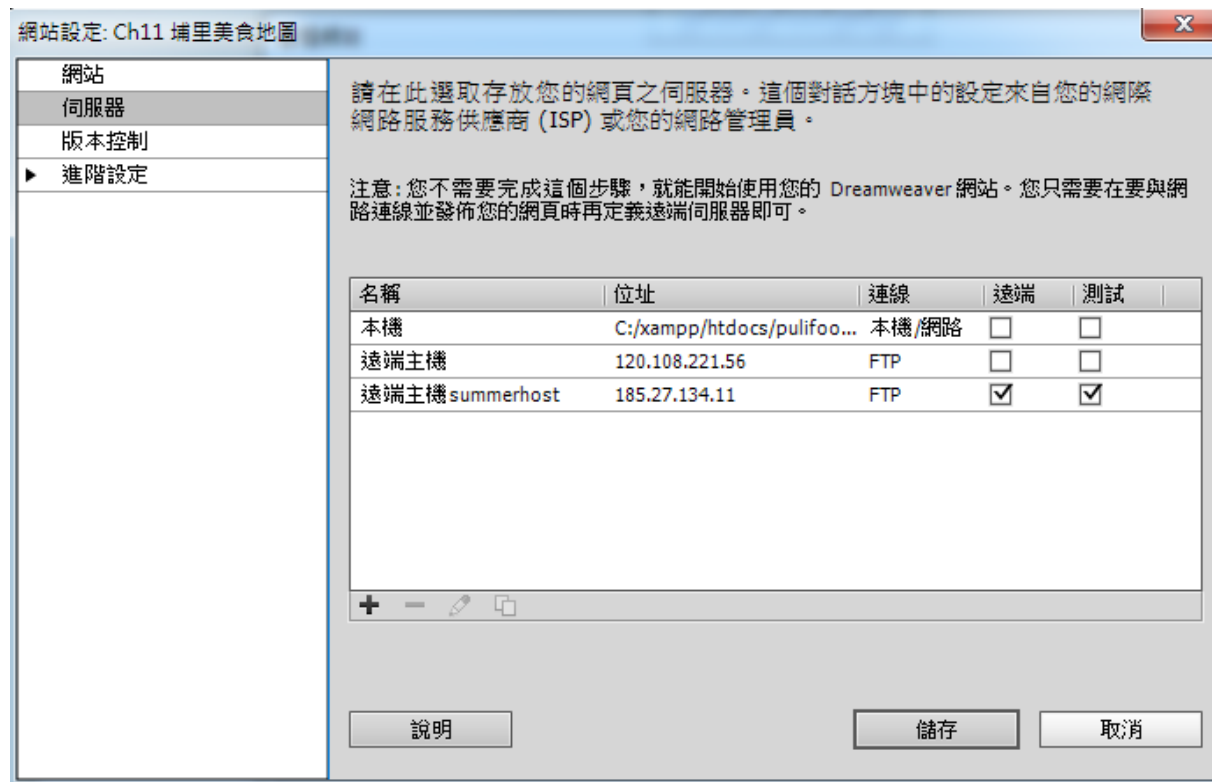 網站設定: Ch11 埔里美食地圖
網站
伺服器
版本控制
進階設定
請在此選取存放您的網頁之伺服器。這個對話方塊中的設定來自您的網際
網路服務供應商 (ISP) 或您的網路管理員。
注意:您不需要完成這個步驟，就能開始使用您的 Dreamweaver 網站。您只需要在要與網
路連線並發佈您的網頁時再定義遠端伺服器即可。
名稱 位址 連線 遠端 測試
本機 C:/xampp/htdocs/pulifoo... 本機/網路
遠端主機 120.108.221.56 FTP
遠端主機summerhost 185.27.134.11 FTP
說明 儲存 取消